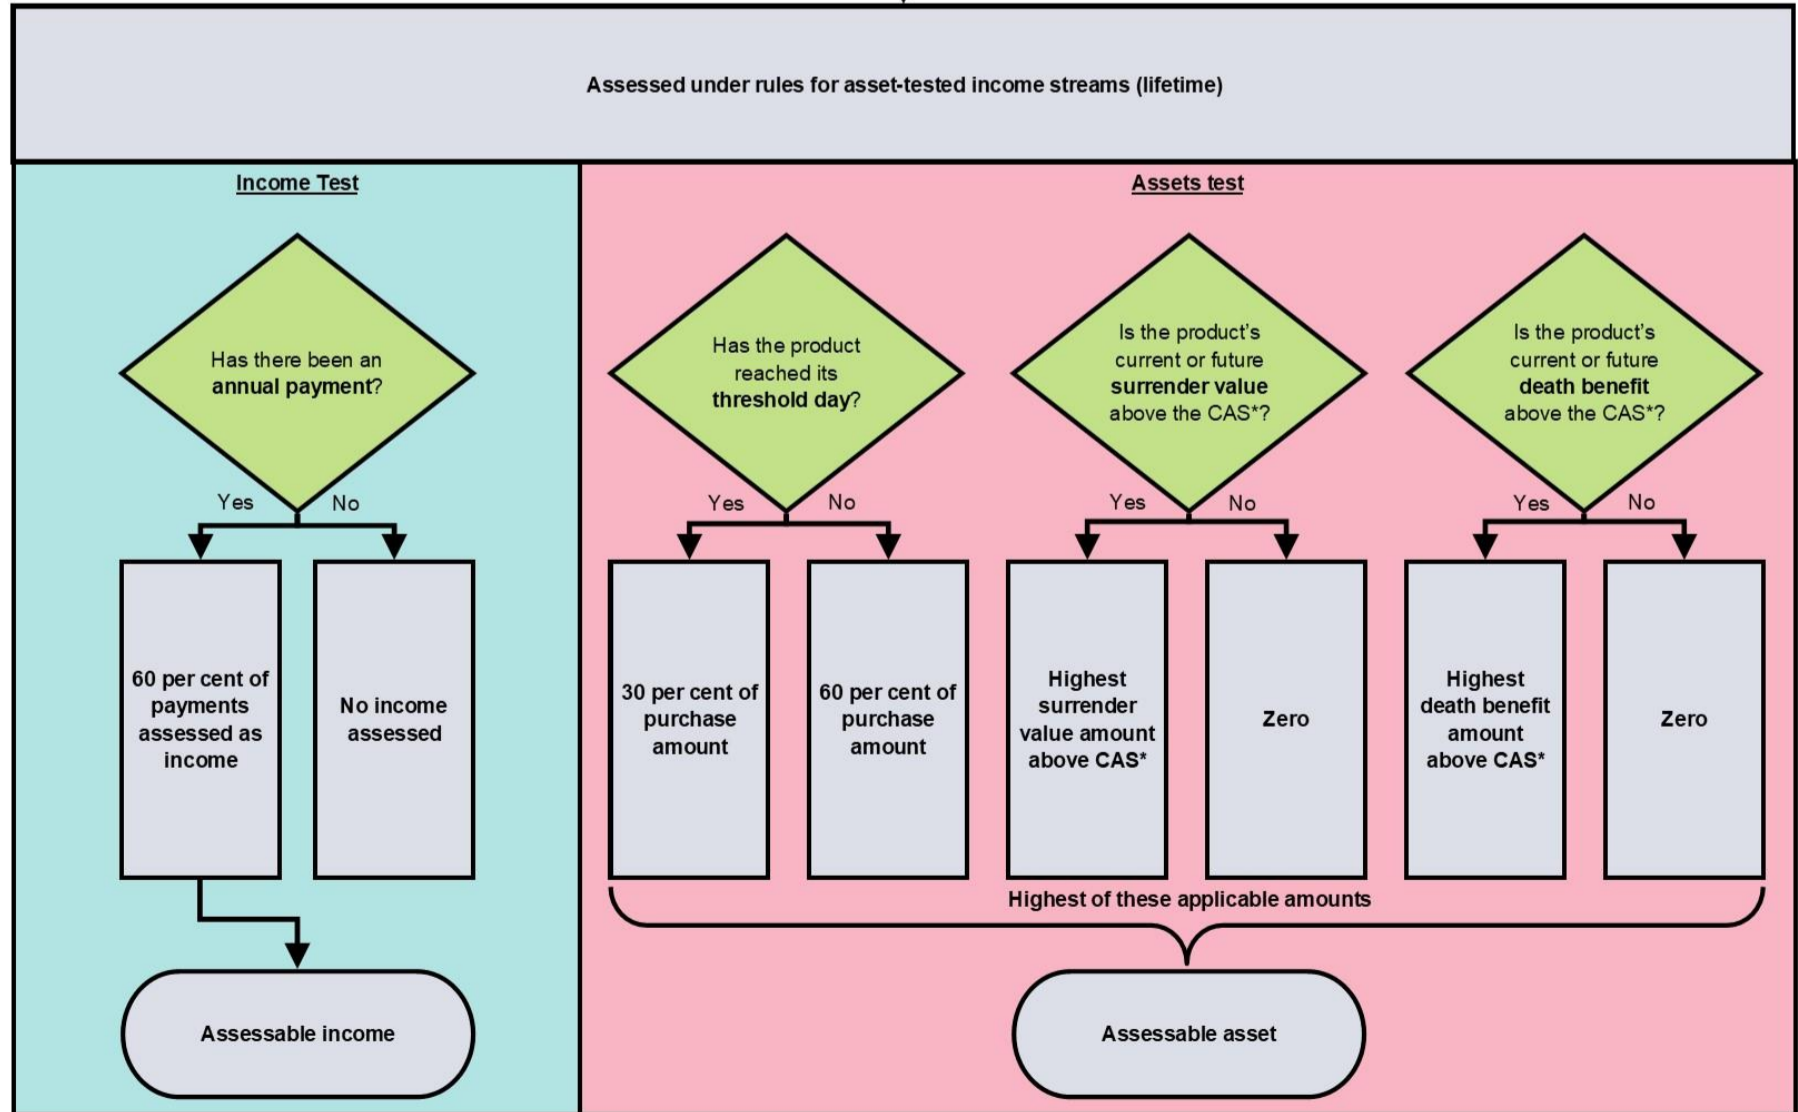 Assessed under rules for asset-tested income streams (lifetime)
Income Test
Has there been an
annual payment?
Yes
No
60 per cent of
payments
assessed as
income
No income
assessed
Assessable income
Assets test
Has the product
reached its
threshold day?
Yes
No
30 per cent of
purchase
amount
60 per cent of
purchase
amount
Is the product's
current or future
surrender value
above the CAS*?
Yes
No
Highest
surrender
value amount
above CAS*
Zero
Is the product's
current or future
death benefit
above the CAS*?
Yes
No
Highest
death benefit
amount
above CAS*
Zero
Highest of these applicable amounts
Assessable asset